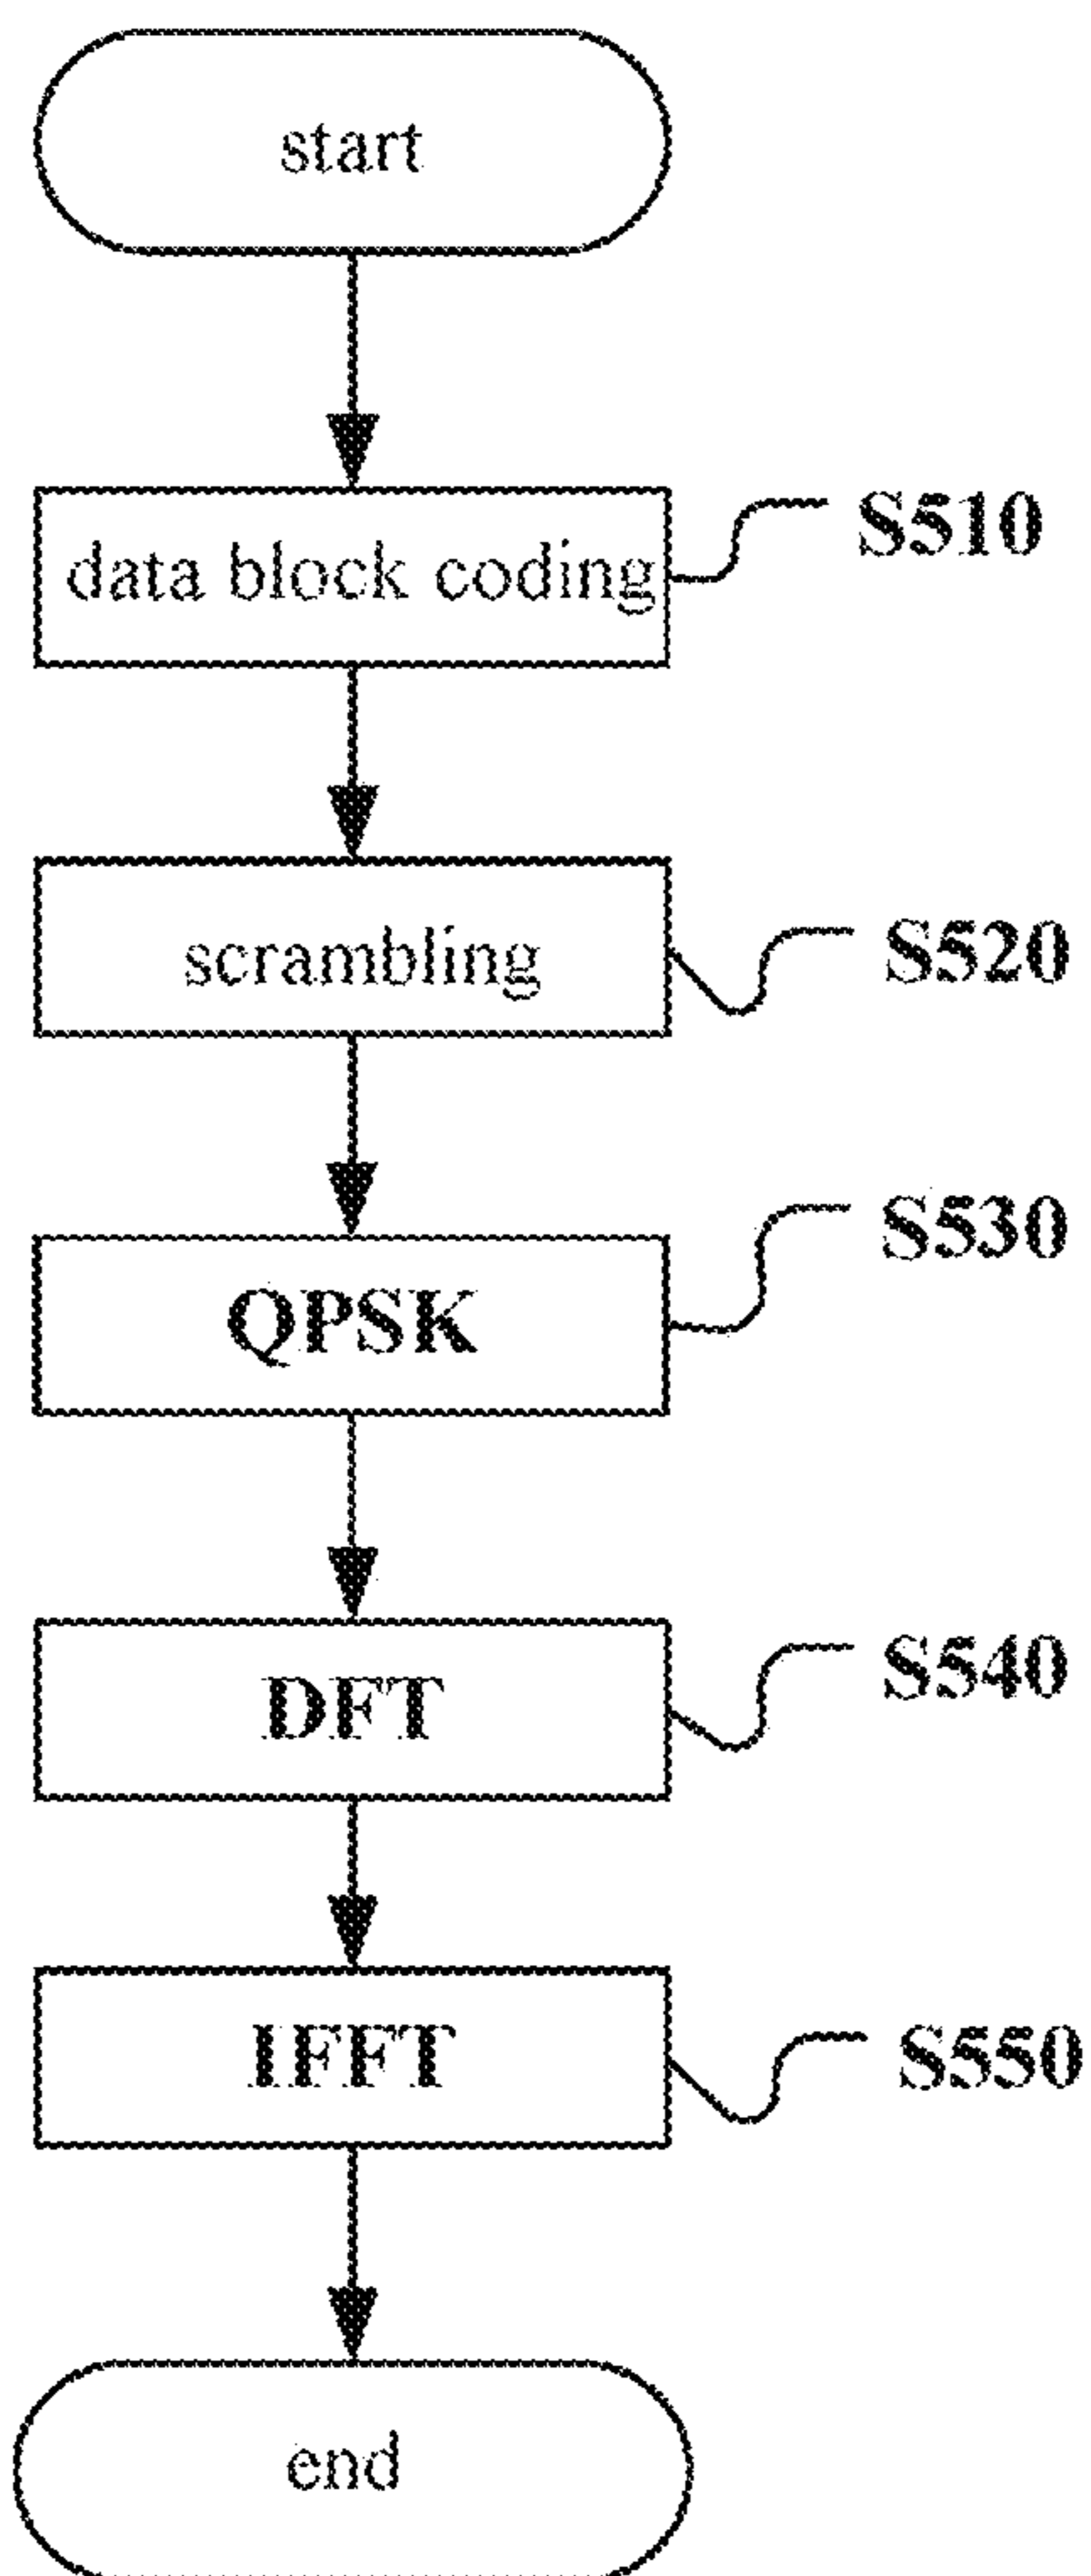 start
data block coding
S510
scrambling
S520
QPSK
S530
DFT
S540
IFFT
S550
end